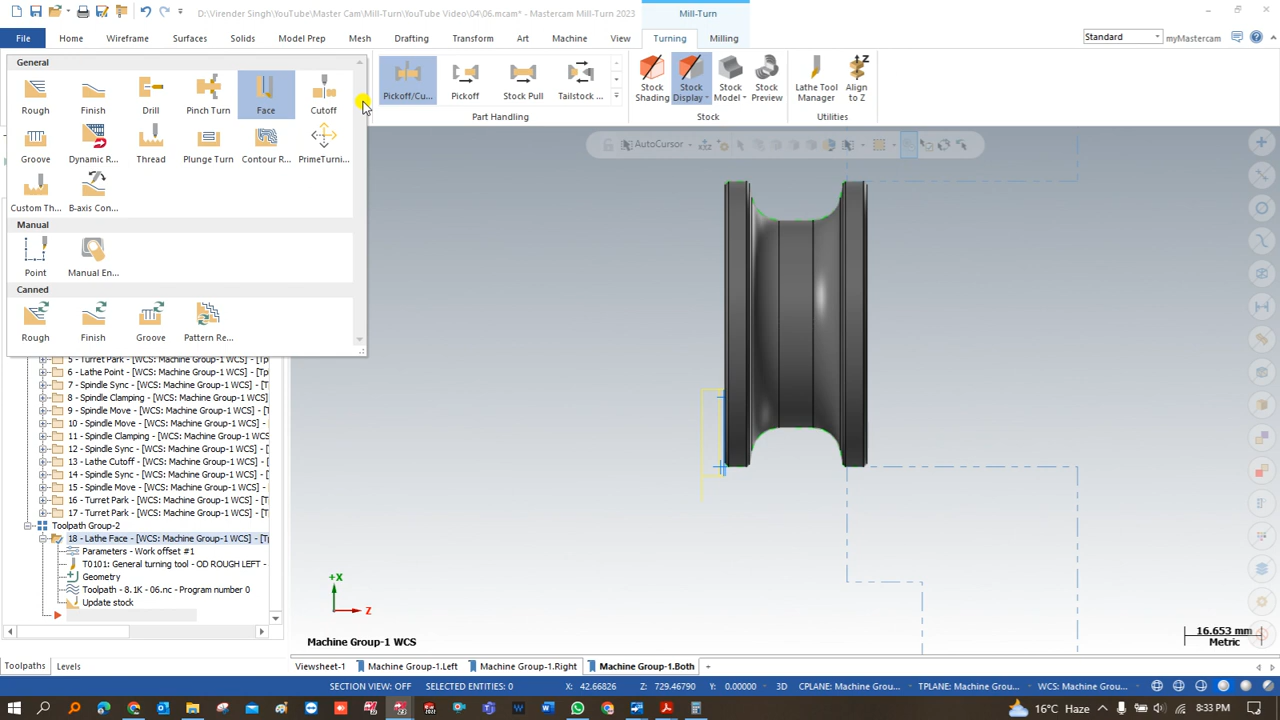 D:\Virender Singh\YouTube\Master Cam\Mill-Turn\YouTube Video\04\06.mcam* - Mastercam Mill-Turn 2023
Mill-Turn
File Home Wireframe Surfaces Solids Model Prep Mesh Drafting Transform Art Machine View Turning Milling
Standard
myMastercam
General
Rough Finish Drill Pinch Turn Face Cutoff
Groove Dynamic R... Thread Plunge Turn Contour R... PrimeTurni...
Custom Th... B-axis Con...
Manual
Point Manual En...
Canned
Rough Finish Groove Pattern Re...
Pickoff/Cu... Pickoff Stock Pull Tailstock ...
Part Handling
Stock Shading
Stock Display
Stock Model
Stock Preview
Stock
Lathe Tool Manager
Align to Z
Utilities
AutoCursor
5 - Turret Park - [WCS: Machine Group-1 WCS] - [Tp
6 - Lathe Point - [WCS: Machine Group-1 WCS] - [T
7 - Spindle Sync - [WCS: Machine Group-1 WCS] -
8 - Spindle Clamping - [WCS: Machine Group-1 WCS]
9 - Spindle Move - [WCS: Machine Group-1 WCS] -
10 - Spindle Move - [WCS: Machine Group-1 WCS]
11 - Spindle Clamping - [WCS: Machine Group-1 WCS]
12 - Spindle Sync - [WCS: Machine Group-1 WCS] -
13 - Lathe Cutoff - [WCS: Machine Group-1 WCS] -
14 - Spindle Sync - [WCS: Machine Group-1 WCS] -
15 - Spindle Move - [WCS: Machine Group-1 WCS]
16 - Turret Park - [WCS: Machine Group-1 WCS] - [T
17 - Turret Park - [WCS: Machine Group-1 WCS] - [T
Toolpath Group-2
18 - Lathe Face - [WCS: Machine Group-1 WCS] - [Tp
Parameters - Work offset #1
T0101: General turning tool - OD ROUGH LEFT -
Geometry
Toolpath - 8.1K - 06.nc - Program number 0
Update stock
+X
Z
Machine Group-1 WCS
16.653 mm
Metric
Toolpaths Levels
Viewsheet-1 Machine Group-1.Left Machine Group-1.Right Machine Group-1.Both +
SECTION VIEW: OFF SELECTED ENTITIES: 0 X: 42.66826 Z: 729.46790 Y: 0.00000 3D CPLANE: Machine Grou... TPLANE: Machine Grou... WCS: Machine Grou...
16°C Haze
ENG
8:33 PM